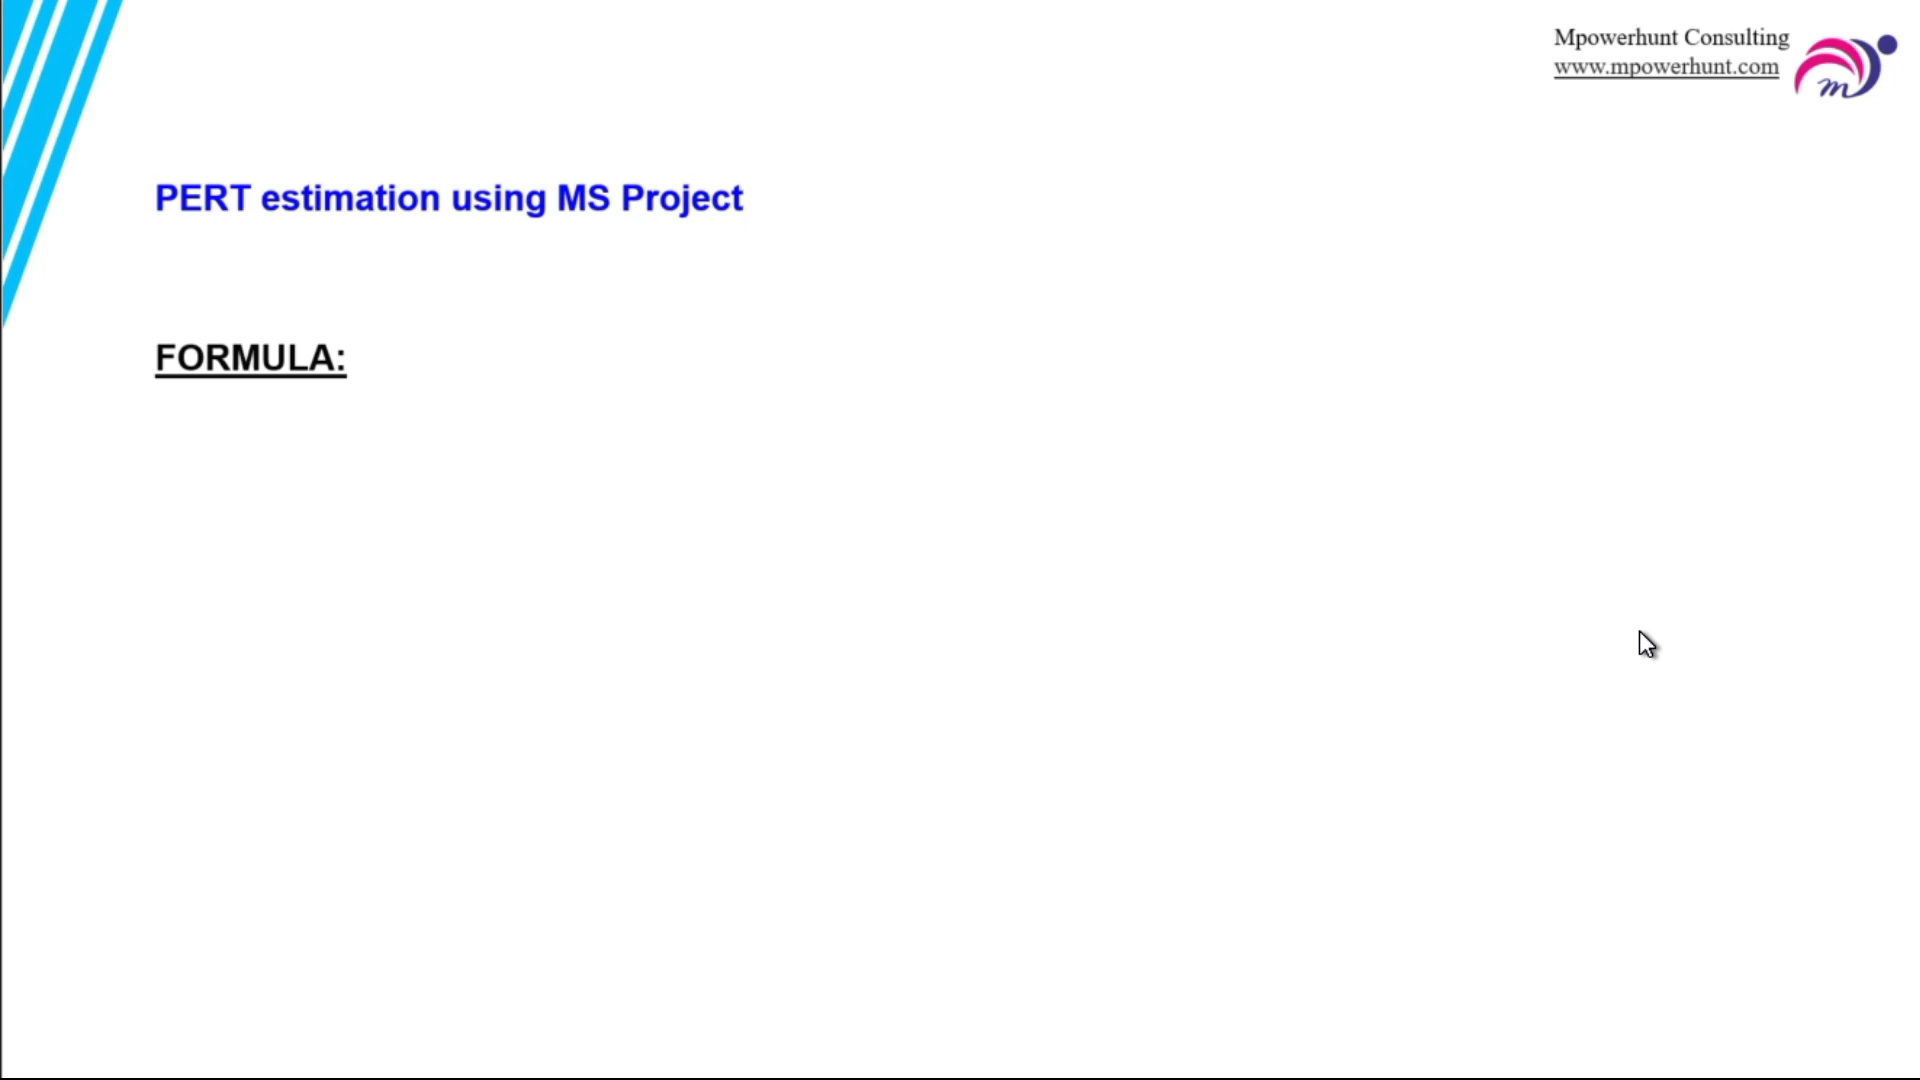 Mpowerhunt Consulting
www.mpowerhunt.com
m
PERT estimation using MS Project
FORMULA: